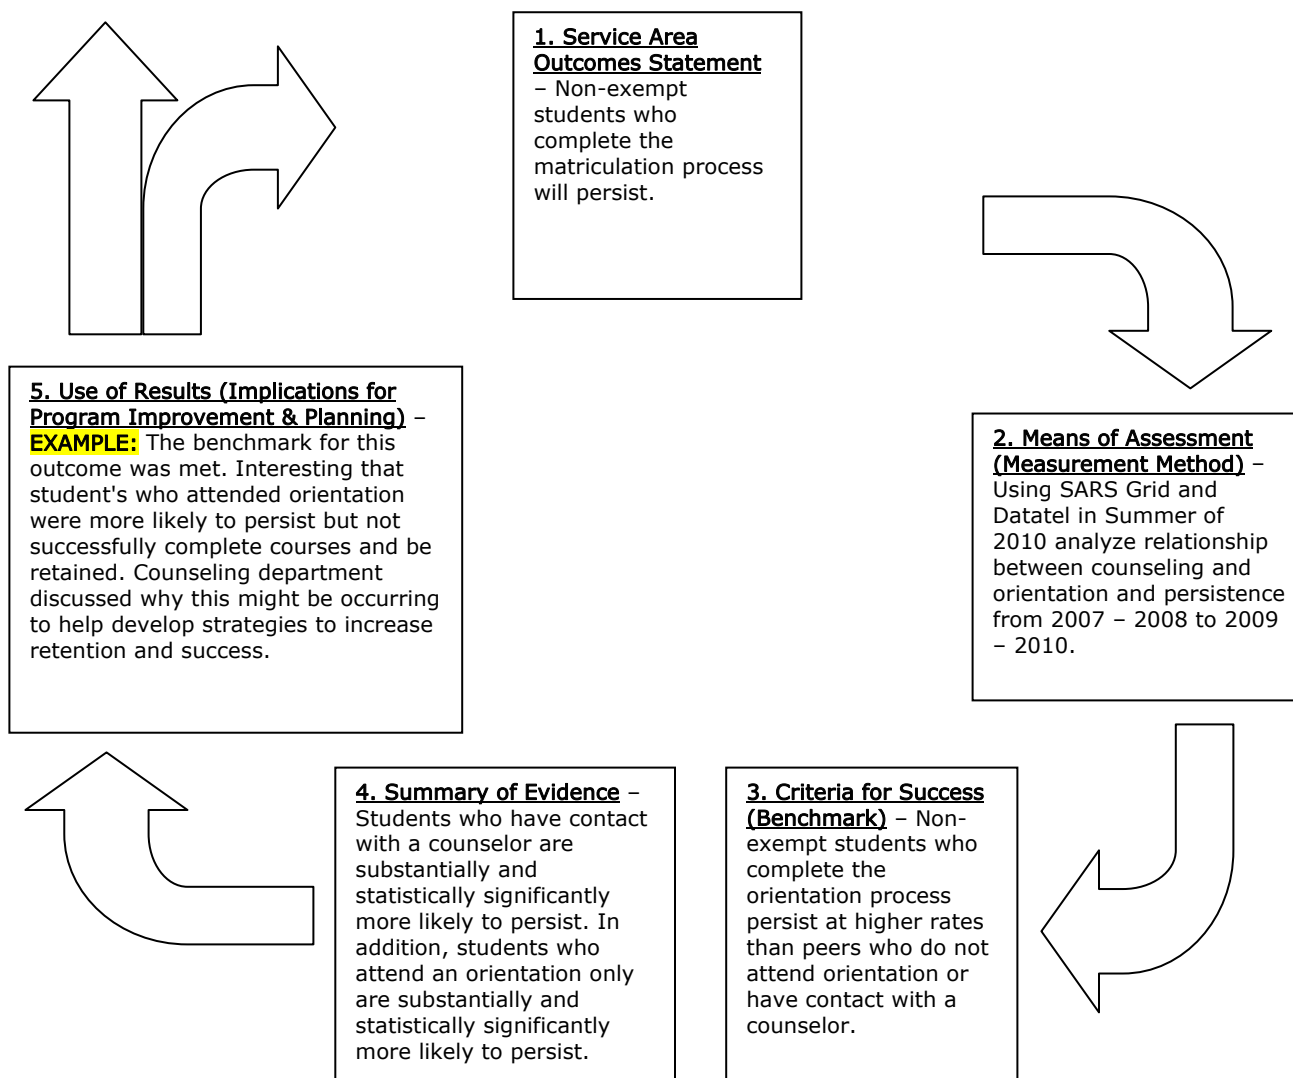 1. Service Area
Outcomes Statement
– Non-exempt
students who
complete the
matriculation process
will persist.
2. Means of Assessment
(Measurement Method) –
Using SARS Grid and
Datatel in Summer of
2010 analyze relationship
between counseling and
orientation and persistence
from 2007 – 2008 to 2009
– 2010.
3. Criteria for Success
(Benchmark) – Non-
exempt students who
complete the
orientation process
persist at higher rates
than peers who do not
attend orientation or
have contact with a
counselor.
4. Summary of Evidence –
Students who have contact
with a counselor are
substantially and
statistically significantly
more likely to persist. In
addition, students who
attend an orientation only
are substantially and
statistically significantly
more likely to persist.
5. Use of Results (Implications for
Program Improvement & Planning) –
EXAMPLE: The benchmark for this
outcome was met. Interesting that
student's who attended orientation
were more likely to persist but not
successfully complete courses and be
retained. Counseling department
discussed why this might be occurring
to help develop strategies to increase
retention and success.